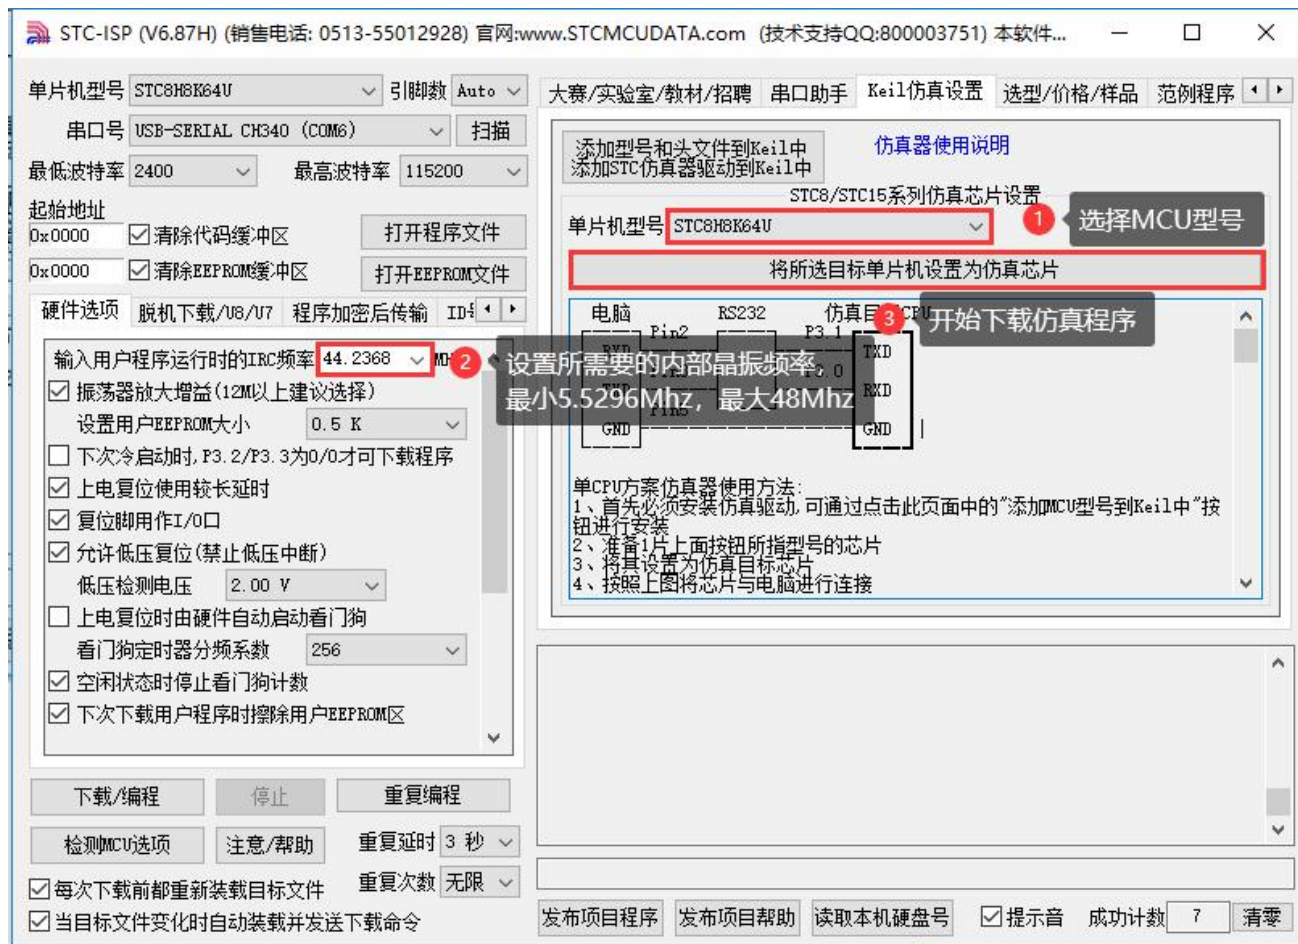 STC-ISP (V6.87H) (销售电话: 0513-55012928) 官网:www.STCMCUDATA.com (技术支持QQ:800003751) 本软件...
单片机型号 STC8H8K64U 引脚数 Auto
串口号 USB-SERIAL CH340 (COM6) 扫描
最低波特率 2400 最高波特率 115200
起始地址
0x0000 清除代码缓冲区 打开程序文件
0x0000 清除EEPROM缓冲区 打开EEPROM文件
硬件选项 脱机下载/U8/U7 程序加密后传输
输入用户程序运行时的IRC频率 44.2368
振荡器放大增益(12M以上建议选择)
设置用户EEPROM大小 0.5 K
下次冷启动时,P3.2/P3.3为0/0才可下载程序
上电复位使用较长延时
复位脚用作I/O口
允许低压复位(禁止低压中断)
低压检测电压 2.00 V
上电复位时由硬件自动启动看门狗
看门狗定时器分频系数 256
空闲状态时停止看门狗计数
下次下载用户程序时擦除用户EEPROM区
下载/编程 停止 重复编程
检测MCU选项 注意/帮助 重复延时 3 秒
重复次数 无限
每次下载前都重新装载目标文件
当目标文件变化时自动装载并发送下载命令
大赛/实验室/教材/招聘 串口助手 Keil仿真设置 选型/价格/样品 范例程序
添加型号和头文件到Keil中
添加STC仿真器驱动到Keil中
仿真器使用说明
STC8/STC15系列仿真芯片设置
单片机型号 STC8H8K64U
1 选择MCU型号
将所选目标单片机设置为仿真芯片
电脑 RS232
3 开始下载仿真程序
Pin2 P3.1
TXD
2 设置所需要的内部晶振频率,
最小5.5296Mhz，最大48Mhz
RXD
GND GND
单CPU方案仿真器使用方法:
1、首先必须安装仿真驱动,可通过点击此页面中的"添加MCU型号到Keil中"按
钮进行安装
2、准备1片上面按钮所指型号的芯片
3、将其设置为仿真目标芯片
4、按照上图将芯片与电脑进行连接
发布项目程序 发布项目帮助 读取本机硬盘号 提示音 成功计数 7 清零